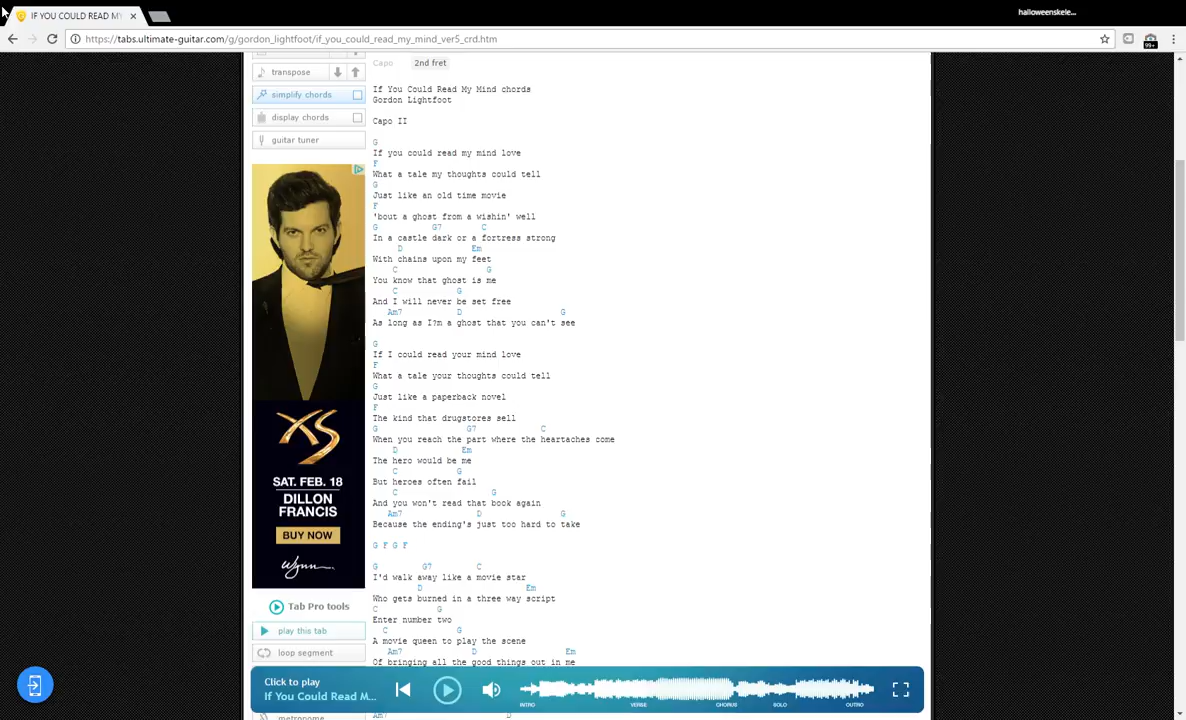 IF YOU COULD READ MY
halloweenskele...
https://tabs.ultimate-guitar.com/g/gordon_lightfoot/if_you_could_read_my_mind_ver5_crd.htm
99+
Capo 2nd fret
transpose
simplify chords
display chords
guitar tuner
If You Could Read My Mind chords
Gordon Lightfoot
Capo II
G
If you could read my mind love
F
What a tale my thoughts could tell
G
Just like an old time movie
F
'bout a ghost from a wishin' well
G G7 C
In a castle dark or a fortress strong
D Em
With chains upon my feet
C G
You know that ghost is me
C G
And I will never be set free
Am7 D G
As long as I?m a ghost that you can't see
G
If I could read your mind love
F
What a tale your thoughts could tell
G
Just like a paperback novel
F
The kind that drugstores sell
G G7 C
When you reach the part where the heartaches come
D Em
The hero would be me
C G
But heroes often fail
C G
And you won't read that book again
Am7 D G
Because the ending's just too hard to take
G F G F
G G7 C
I'd walk away like a movie star
D Em
Who gets burned in a three way script
C G
Enter number two
C G
A movie queen to play the scene
Am7 D Em
Of bringing all the good things out in me
Am7 D
XS
SAT. FEB. 18
DILLON
FRANCIS
BUY NOW
Wynn
Tab Pro tools
play this tab
loop segment
metronome
Click to play
If You Could Read M...
INTRO VERSE CHORUS SOLO OUTRO